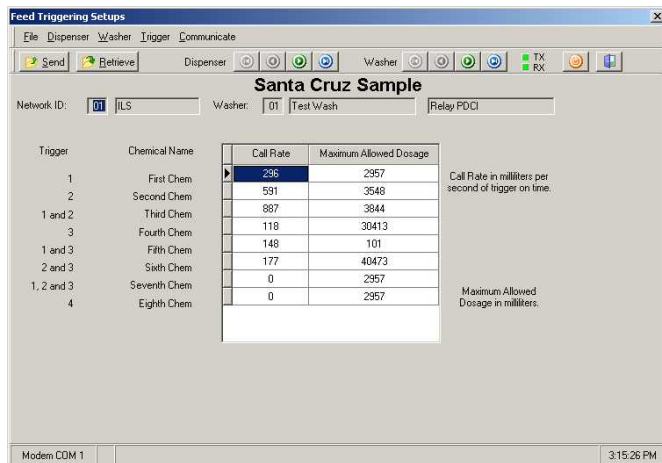 Feed Triggering Setups
File Dispenser Washer Trigger Communicate
Send Retrieve Dispenser Washer TX
RX
Santa Cruz Sample
Network ID: 01 ILS Washer: 01 Test Wash Relay PDCI
Trigger Chemical Name Call Rate Maximum Allowed Dosage
1 First Chem 296 2957
2 Second Chem 591 3548
1 and 2 Third Chem 887 3844
3 Fourth Chem 118 30413
1 and 3 Fifth Chem 148 101
2 and 3 Sixth Chem 177 40473
1, 2 and 3 Seventh Chem 0 2957
4 Eighth Chem 0 2957
Call Rate in milliliters per
second of trigger on time.
Maximum Allowed
Dosage in milliliters.
Modem COM 1 3:15:26 PM